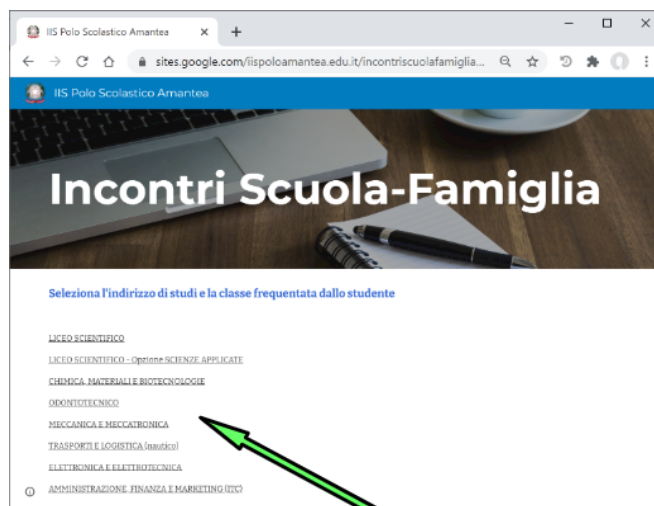 IIS Polo Scolastico Amantea
sites.google.com/iispoloamantea.edu.it/incontriscuolafamiglia...
IIS Polo Scolastico Amantea
Incontri Scuola-Famiglia
Seleziona l'indirizzo di studi e la classe frequentata dallo studente
LICEO SCIENTIFICO
LICEO SCIENTIFICO - Opzione SCIENZE APPLICATE
CHIMICA, MATERIALI E BIOTECNOLOGIE
ODONTOTECNICO
MECCANICA E MECCATRONICA
TRASPORTI E LOGISTICA (nautico)
ELETTRONICA E ELETTROTECNICA
AMMINISTRAZIONE, FINANZA E MARKETING (ITC)